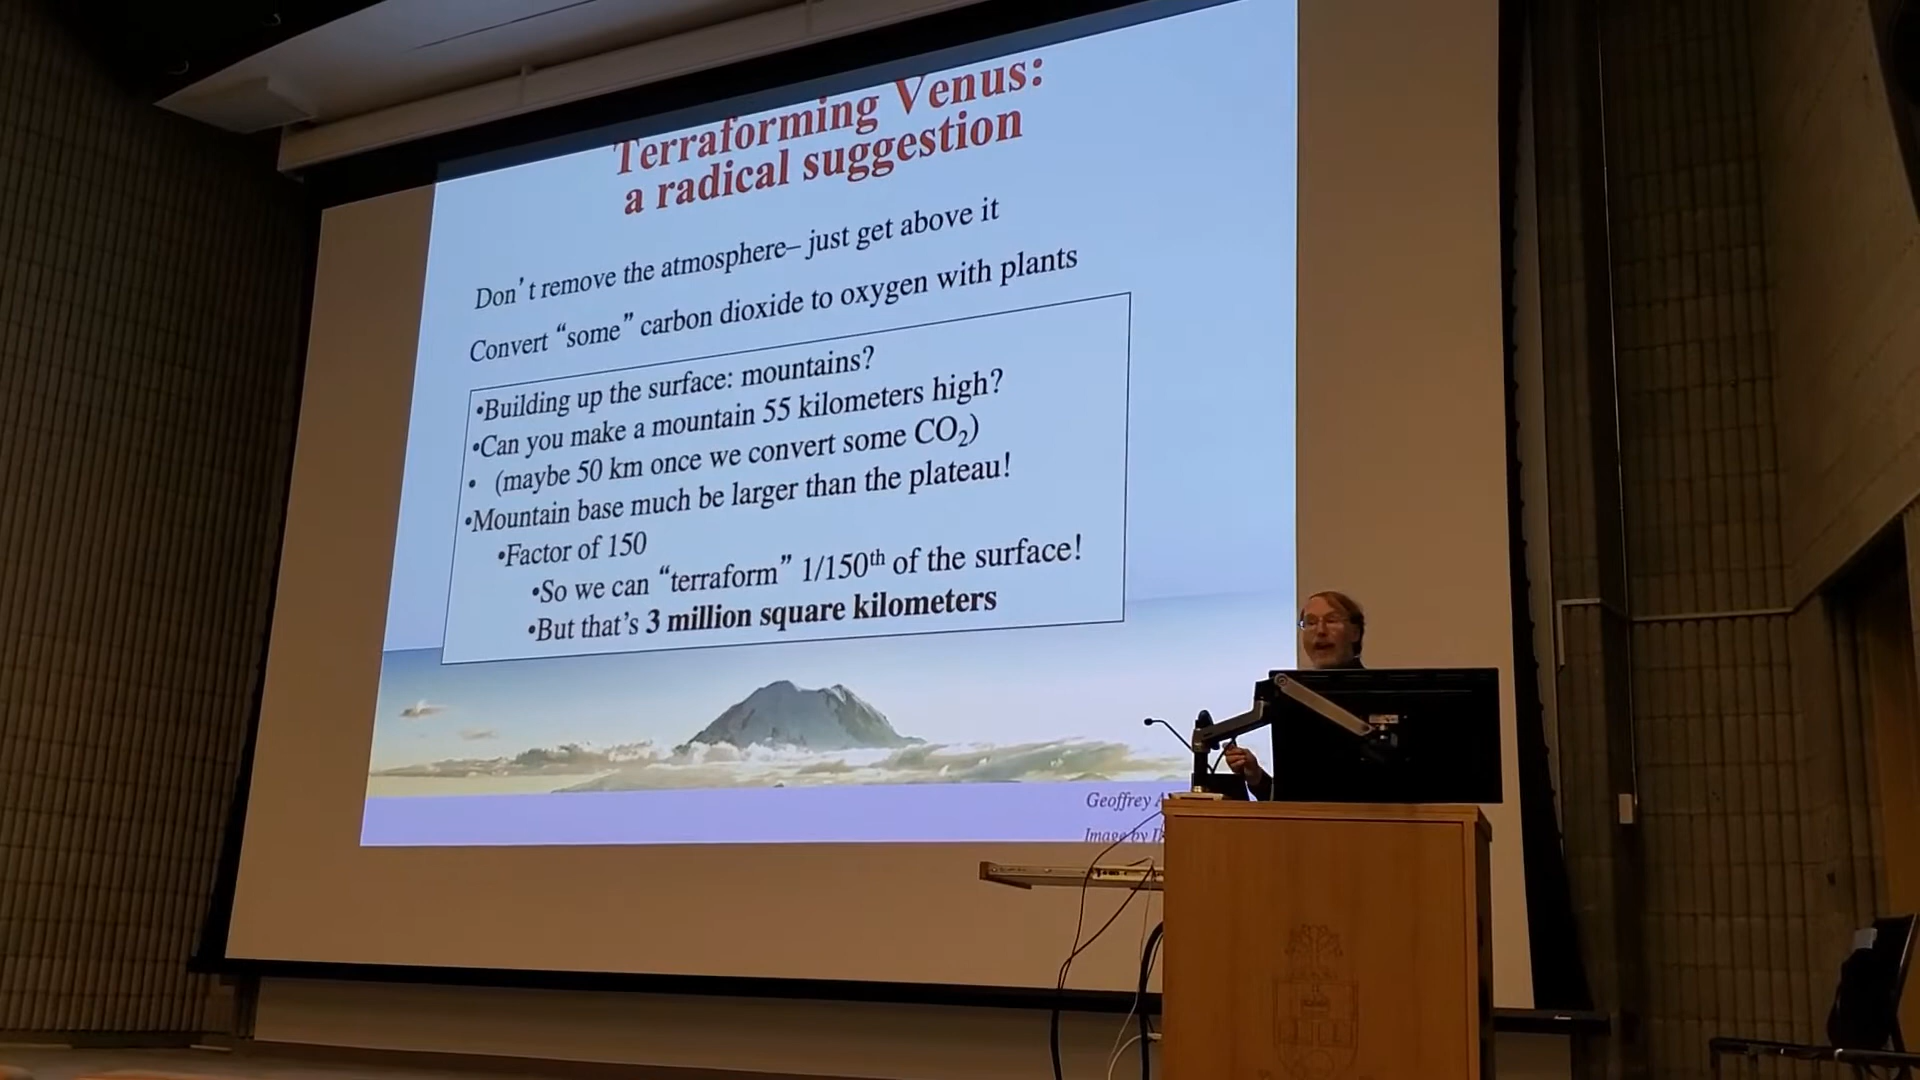 Terraforming Venus:
a radical suggestion
Don't remove the atmosphere– just get above it
Convert “some” carbon dioxide to oxygen with plants
•Building up the surface: mountains?
•Can you make a mountain 55 kilometers high?
• (maybe 50 km once we convert some CO₂)
•Mountain base much be larger than the plateau!
•Factor of 150
•So we can “terraform” 1/150th of the surface!
•But that's 3 million square kilometers
Geoffrey
Image by